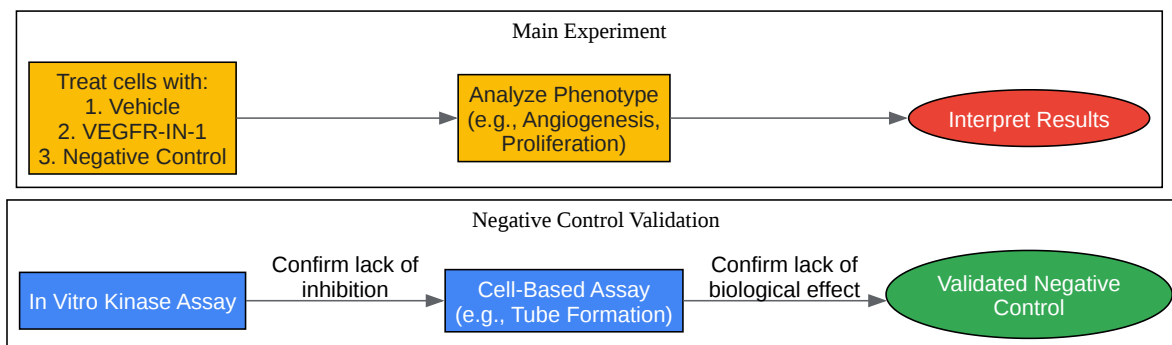 Main Experiment
Treat cells with:
1. Vehicle
2. VEGFR-IN-1
3. Negative Control
Analyze Phenotype
(e.g., Angiogenesis,
Proliferation)
Interpret Results
Negative Control Validation
In Vitro Kinase Assay
Confirm lack of
inhibition
Cell-Based Assay
(e.g., Tube Formation)
Confirm lack of
biological effect
Validated Negative
Control